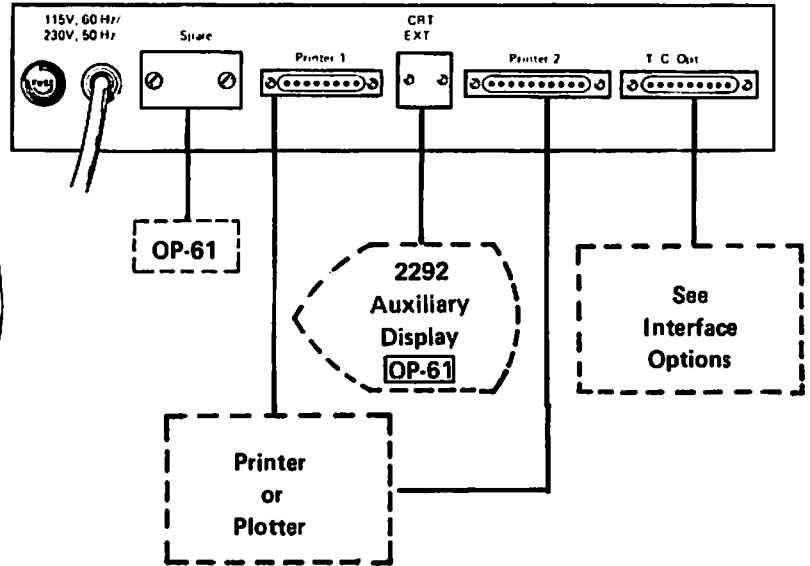 115V, 60 Hz/
230V, 50 Hz
Spare
CRT
EXT
Printer 1
Printer 2
T C Out
FUSE
OP-61
2292
Auxiliary
Display
OP-61
See
Interface
Options
Printer
or
Plotter